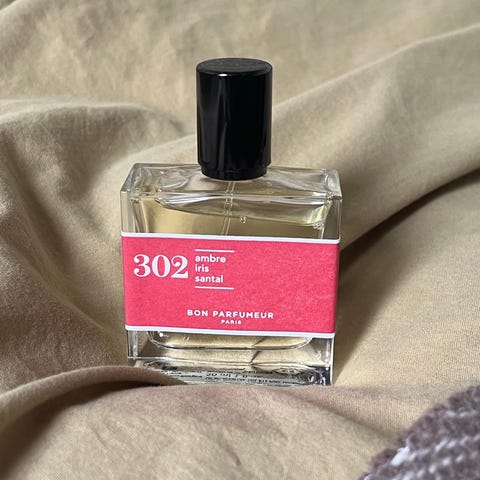 302
ambre
iris
santal
BON PARFUMEUR
PARIS